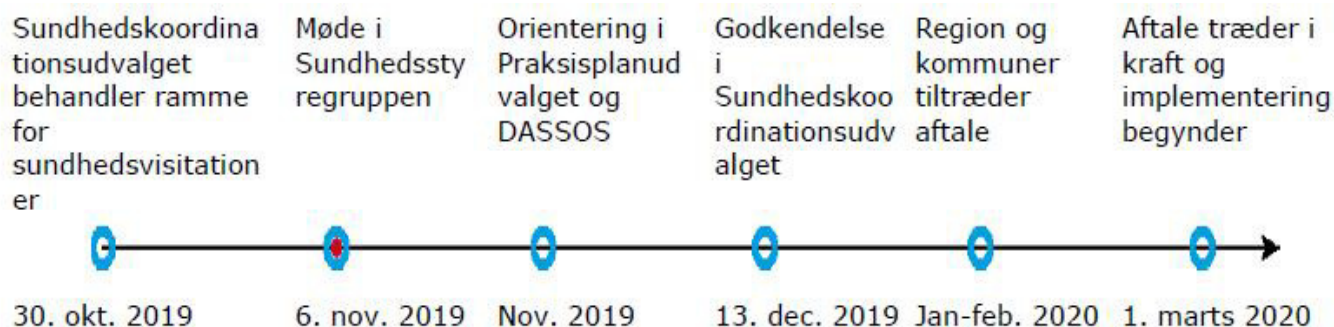 Sundhedskoordina
tionsudvalget
behandler ramme
for
sundhedsvisitation
er
Møde i
Sundhedssty
regruppen
Orientering i
Praksisplanud
valget og
DASSOS
Godkendelse
i
Sundhedskoo
rdinationsudv
alget
Region og
kommuner
tiltræder
aftale
Aftale træder i
kraft og
implementering
begynder
30. okt. 2019
6. nov. 2019
Nov. 2019
13. dec. 2019
Jan-feb. 2020
1. marts 2020